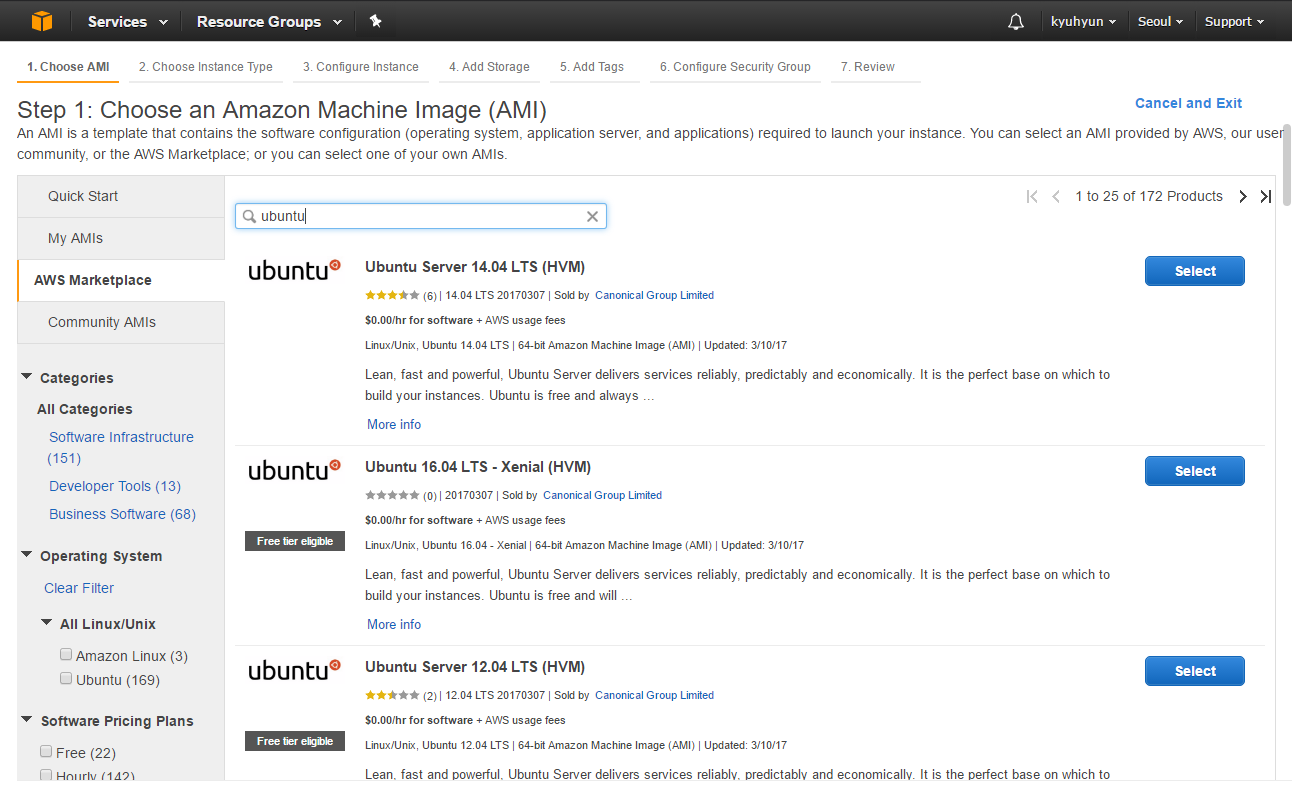 Services Resource Groups kyuhyun Seoul Support
1. Choose AMI 2. Choose Instance Type 3. Configure Instance 4. Add Storage 5. Add Tags 6. Configure Security Group 7. Review
Step 1: Choose an Amazon Machine Image (AMI)
Cancel and Exit
An AMI is a template that contains the software configuration (operating system, application server, and applications) required to launch your instance. You can select an AMI provided by AWS, our user
community, or the AWS Marketplace; or you can select one of your own AMIs.
Quick Start
My AMIs
AWS Marketplace
Community AMIs
Categories
All Categories
Software Infrastructure
(151)
Developer Tools (13)
Business Software (68)
Operating System
Clear Filter
All Linux/Unix
Amazon Linux (3)
Ubuntu (169)
Software Pricing Plans
Free (22)
Hourly (142)
1 to 25 of 172 Products
ubuntu
ubuntu
Ubuntu Server 14.04 LTS (HVM)
Select
(6) | 14.04 LTS 20170307 | Sold by Canonical Group Limited
$0.00/hr for software + AWS usage fees
Linux/Unix, Ubuntu 14.04 LTS | 64-bit Amazon Machine Image (AMI) | Updated: 3/10/17
Lean, fast and powerful, Ubuntu Server delivers services reliably, predictably and economically. It is the perfect base on which to
build your instances. Ubuntu is free and always ...
More info
ubuntu
Ubuntu 16.04 LTS - Xenial (HVM)
Select
(0) | 20170307 | Sold by Canonical Group Limited
$0.00/hr for software + AWS usage fees
Free tier eligible
Linux/Unix, Ubuntu 16.04 - Xenial | 64-bit Amazon Machine Image (AMI) | Updated: 3/10/17
Lean, fast and powerful, Ubuntu Server delivers services reliably, predictably and economically. It is the perfect base on which to
build your instances. Ubuntu is free and will ...
More info
ubuntu
Ubuntu Server 12.04 LTS (HVM)
Select
(2) | 12.04 LTS 20170307 | Sold by Canonical Group Limited
$0.00/hr for software + AWS usage fees
Free tier eligible
Linux/Unix, Ubuntu 12.04 LTS | 64-bit Amazon Machine Image (AMI) | Updated: 3/10/17
Lean, fast and powerful, Ubuntu Server delivers services reliably, predictably and economically. It is the perfect base on which to